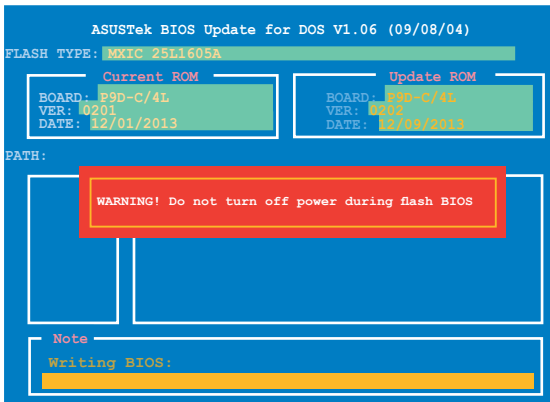 ASUSTek BIOS Update for DOS V1.06 (09/08/04)
FLASH TYPE: MXIC 25L1605A
Current ROM
BOARD: P9D-C/4L
VER: 0201
DATE: 12/01/2013
Update ROM
BOARD: P9D-C/4L
VER: 0202
DATE: 12/09/2013
PATH:
WARNING! Do not turn off power during flash BIOS
Note
Writing BIOS: